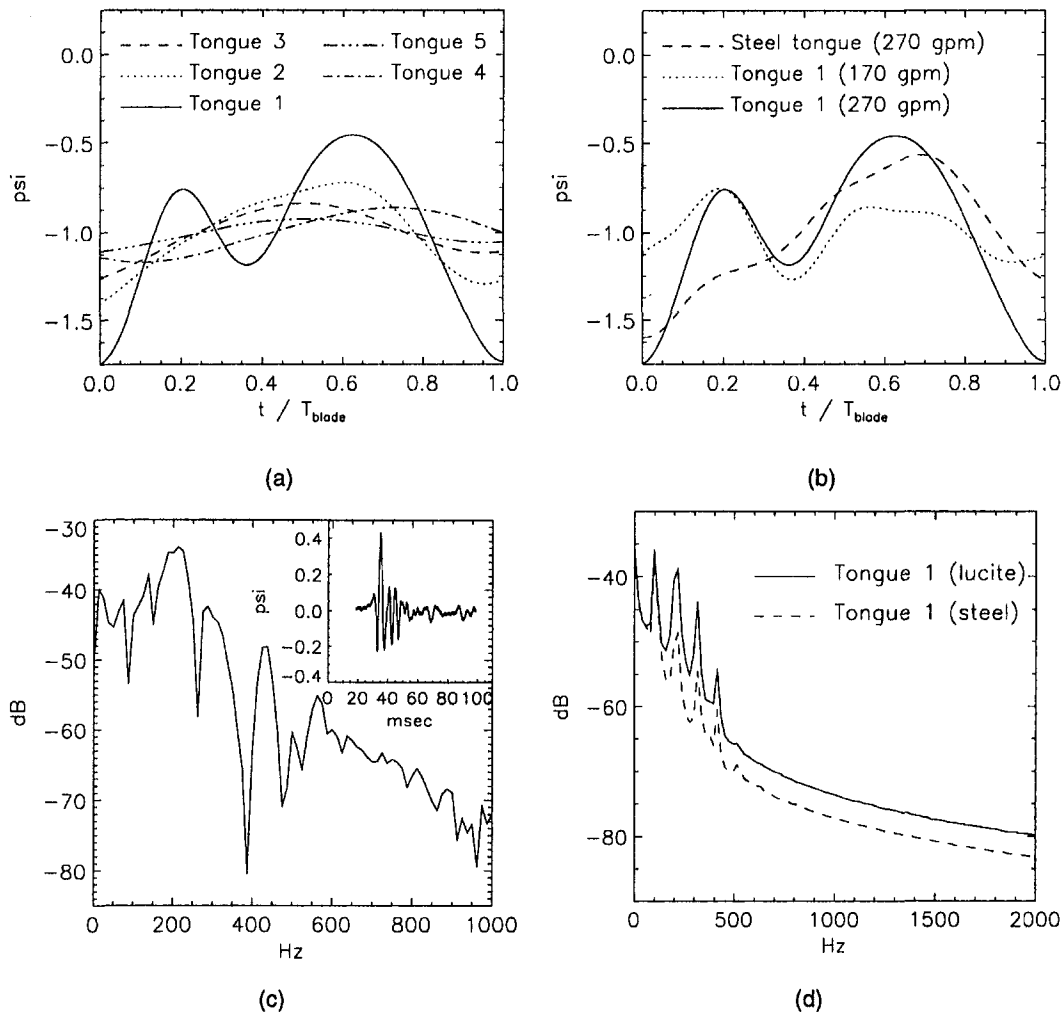 0.0
-0.5
-1.0
-1.5
psi
Tongue 3
Tongue 2
Tongue 1
Tongue 5
Tongue 4
0.0 0.2 0.4 0.6 0.8 1.0
t / T_blade
(a)
0.0
-0.5
-1.0
-1.5
psi
Steel tongue (270 gpm)
Tongue 1 (170 gpm)
Tongue 1 (270 gpm)
0.0 0.2 0.4 0.6 0.8 1.0
t / T_blade
(b)
-30
-40
-50
-60
-70
-80
dB
0.4
0.2
0.0
-0.2
-0.4
psi
0 20 40 60 80 100
msec
0 200 400 600 800 1000
Hz
(c)
-40
-60
-80
dB
Tongue 1 (lucite)
Tongue 1 (steel)
0 500 1000 1500 2000
Hz
(d)